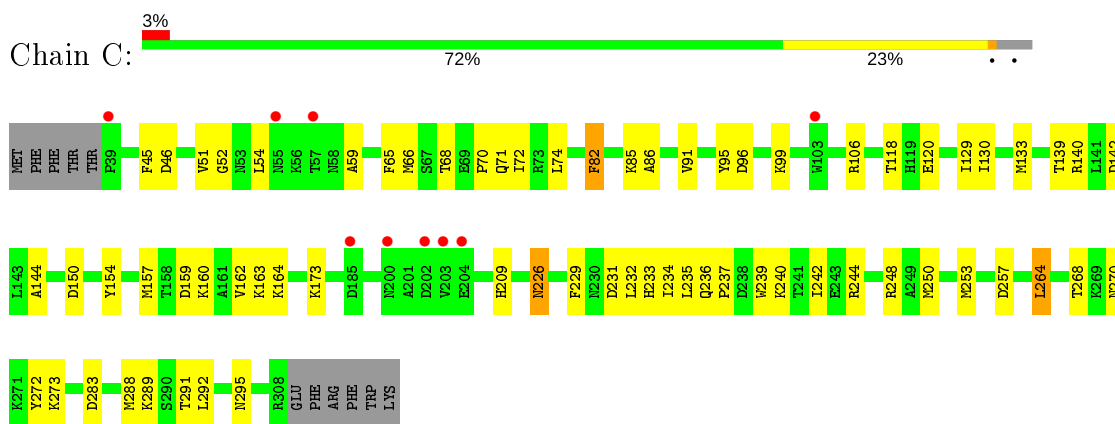 3%
Chain C:
72% 23% • •
MET PHE PHE THR THR P39 F45 D46 V51 G52 N53 L54 N55 K56 T57 N58 A59 F65 M66 S67 T68 E69 P70 Q71 I72 R73 L74 F82 K85 A86 V91 Y95 D96 K99 W103 R106 T118 H119 E120 I129 I130 M133 T139 R140 L141 D142
L143 A144 D150 Y154 M157 T158 D159 K160 A161 V162 K163 K164 K173 D185 N200 A201 D202 V203 E204 H209 N226 F229 N230 D231 L232 H233 I234 L235 Q236 P237 D238 W239 K240 T241 I242 E243 R244 R248 A249 M250 M253 D257 L264 T268 K269 N270
K271 Y272 K273 D283 M288 K289 S290 T291 L292 N295 R308 GLU PHE ARG PHE TRP LYS